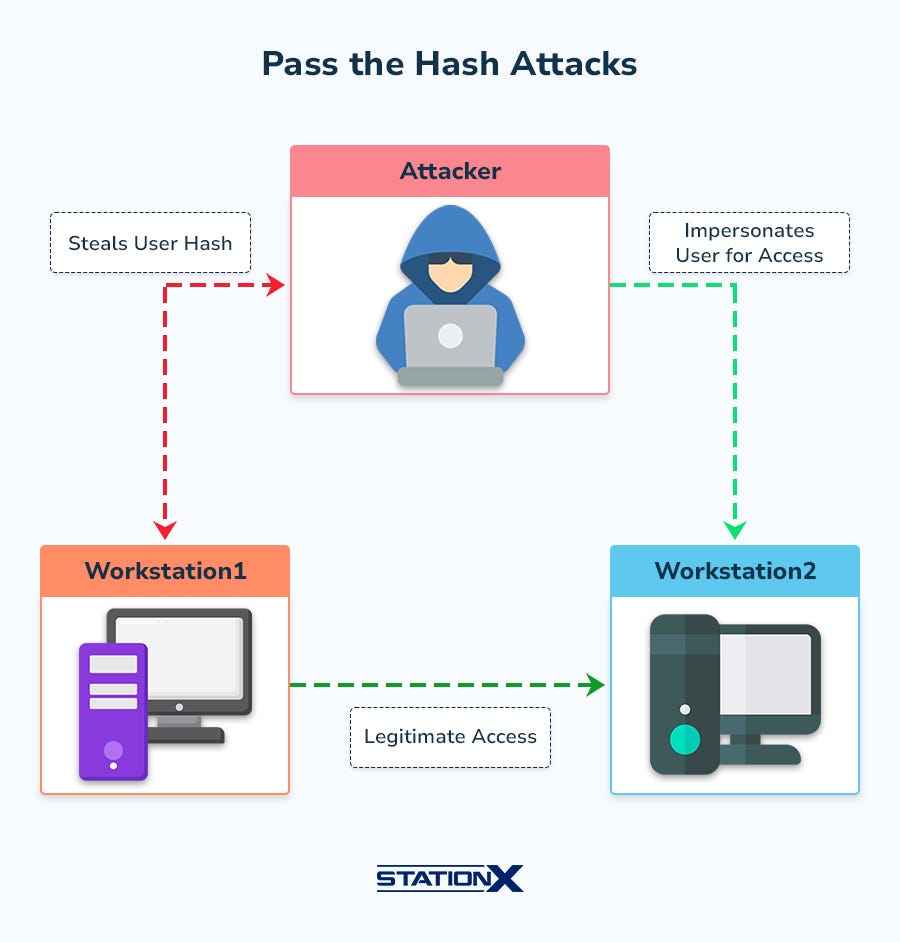 Pass the Hash Attacks
Attacker
Steals User Hash
Impersonates
User for Access
Workstation1
Workstation2
Legitimate Access
STATIONX